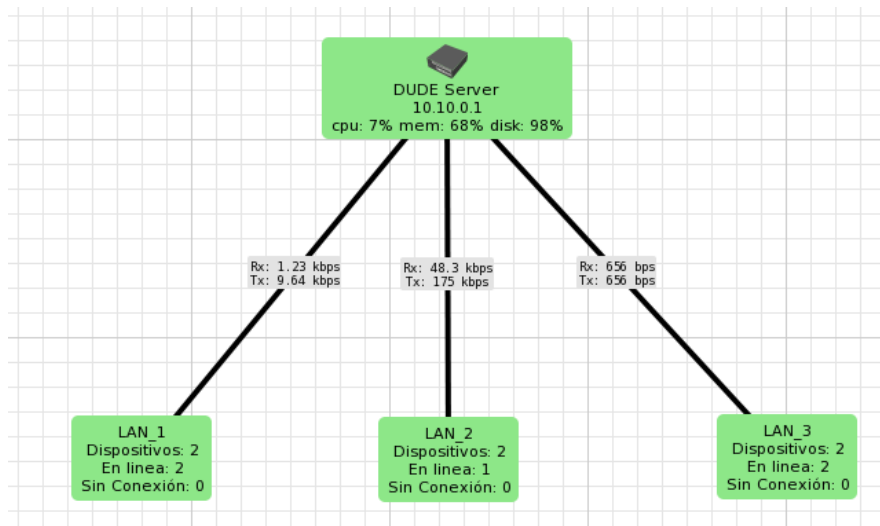 DUDE Server
10.10.0.1
cpu: 7% mem: 68% disk: 98%
Rx: 1.23 kbps
Tx: 9.64 kbps
Rx: 48.3 kbps
Tx: 175 kbps
Rx: 656 bps
Tx: 656 bps
LAN_1
Dispositivos: 2
En linea: 2
Sin Conexión: 0
LAN_2
Dispositivos: 2
En linea: 1
Sin Conexión: 0
LAN_3
Dispositivos: 2
En linea: 2
Sin Conexión: 0